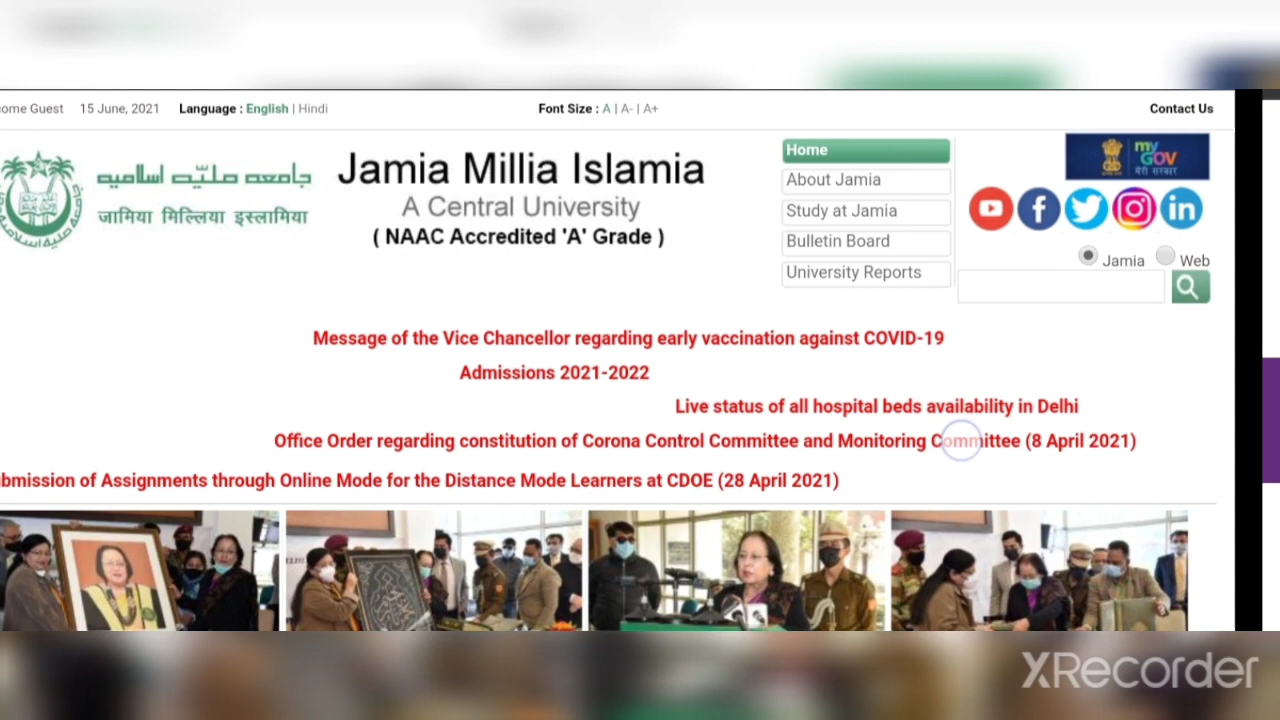 ome Guest 15 June, 2021 Language : English | Hindi Font Size : A | A- | A+ Contact Us
جامعہ ملیّہ اسلامیہ
जामिया मिल्लिया इस्लामिया
Jamia Millia Islamia
A Central University
( NAAC Accredited 'A' Grade )
Home
About Jamia
Study at Jamia
Bulletin Board
University Reports
my
GOV
मेरी सरकार
Jamia Web
Message of the Vice Chancellor regarding early vaccination against COVID-19
Admissions 2021-2022
Live status of all hospital beds availability in Delhi
Office Order regarding constitution of Corona Control Committee and Monitoring Committee (8 April 2021)
bmission of Assignments through Online Mode for the Distance Mode Learners at CDOE (28 April 2021)
XRecorder